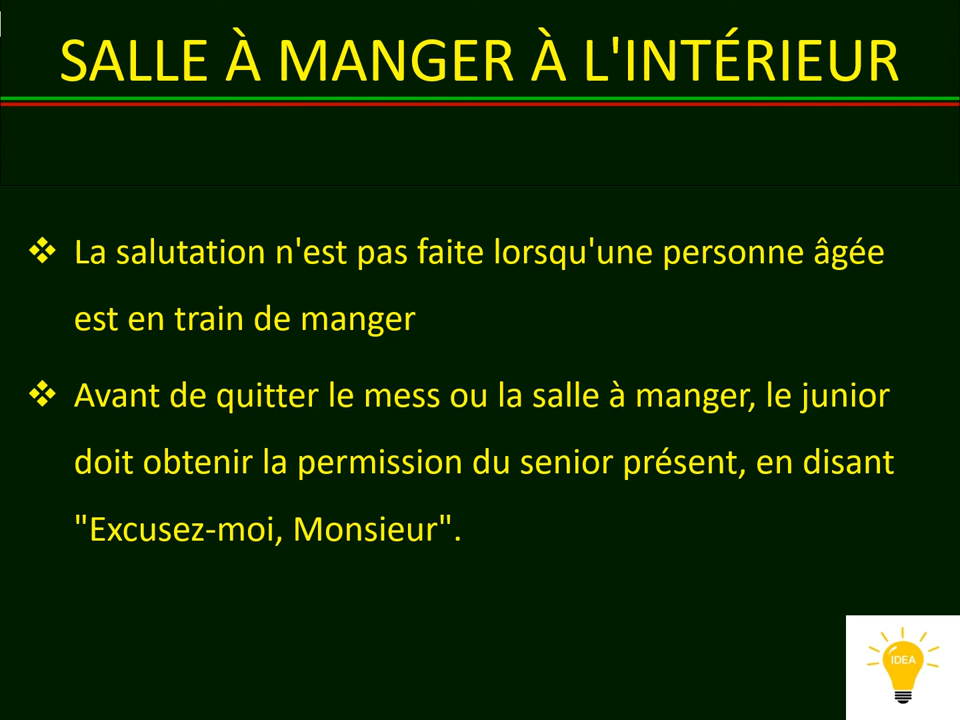 SALLE À MANGER À L'INTÉRIEUR
❖ La salutation n'est pas faite lorsqu'une personne âgée
est en train de manger
❖ Avant de quitter le mess ou la salle à manger, le junior
doit obtenir la permission du senior présent, en disant
"Excusez-moi, Monsieur".
IDEA